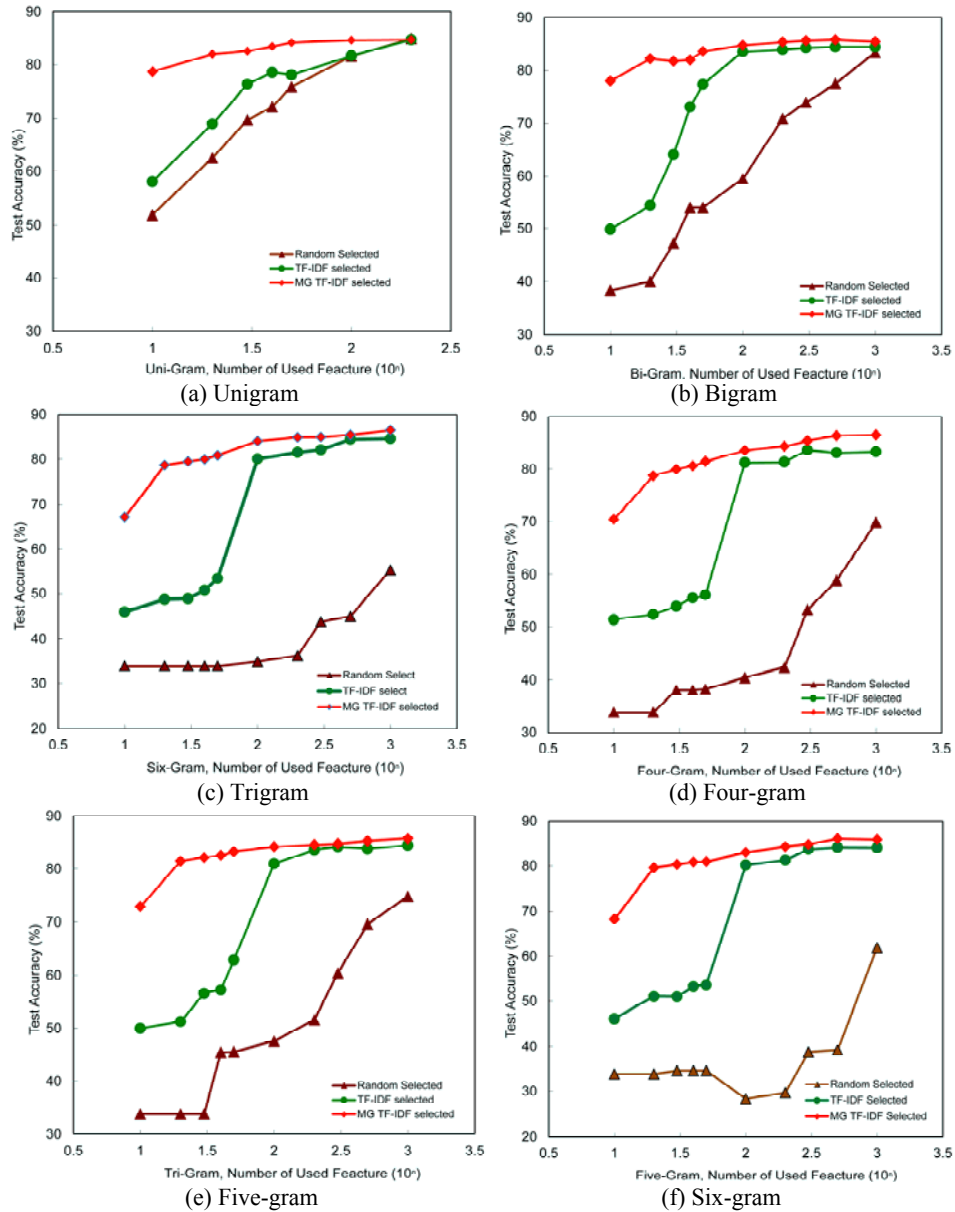 90
80
70
60
50
40
30
Test Accuracy (%)
Random Selected
TF-IDF selected
MG TF-IDF selected
0.5 1 1.5 2 2.5
Uni-Gram, Number of Used Feacture (10ⁿ)
(a) Unigram
90
80
70
60
50
40
30
Test Accuracy (%)
Random Selected
TF-IDF selected
MG TF-IDF selected
0.5 1 1.5 2 2.5 3 3.5
Bi-Gram, Number of Used Feacture (10ⁿ)
(b) Bigram
90
80
70
60
50
40
30
20
Test Accuracy (%)
Random Select
TF-IDF select
MG TF-IDF selected
0.5 1 1.5 2 2.5 3 3.5
Six-Gram, Number of Used Feacture (10ⁿ)
(c) Trigram
90
80
70
60
50
40
30
Test Accuracy (%)
Random Selected
TF-IDF selected
MG TF-IDF selected
0.5 1 1.5 2 2.5 3 3.5
Four-Gram, Number of Used Feacture (10ⁿ)
(d) Four-gram
90
80
70
60
50
40
30
Test Accuracy (%)
Random Selected
TF-IDF selected
MG TF-IDF selected
0.5 1 1.5 2 2.5 3 3.5
Tri-Gram, Number of Used Feacture (10ⁿ)
(e) Five-gram
90
80
70
60
50
40
30
20
Test Accuracy (%)
Random Selected
TF-IDF Selected
MG TF-IDF Selected
0.5 1 1.5 2 2.5 3 3.5
Five-Gram, Number of Used Feacture (10ⁿ)
(f) Six-gram